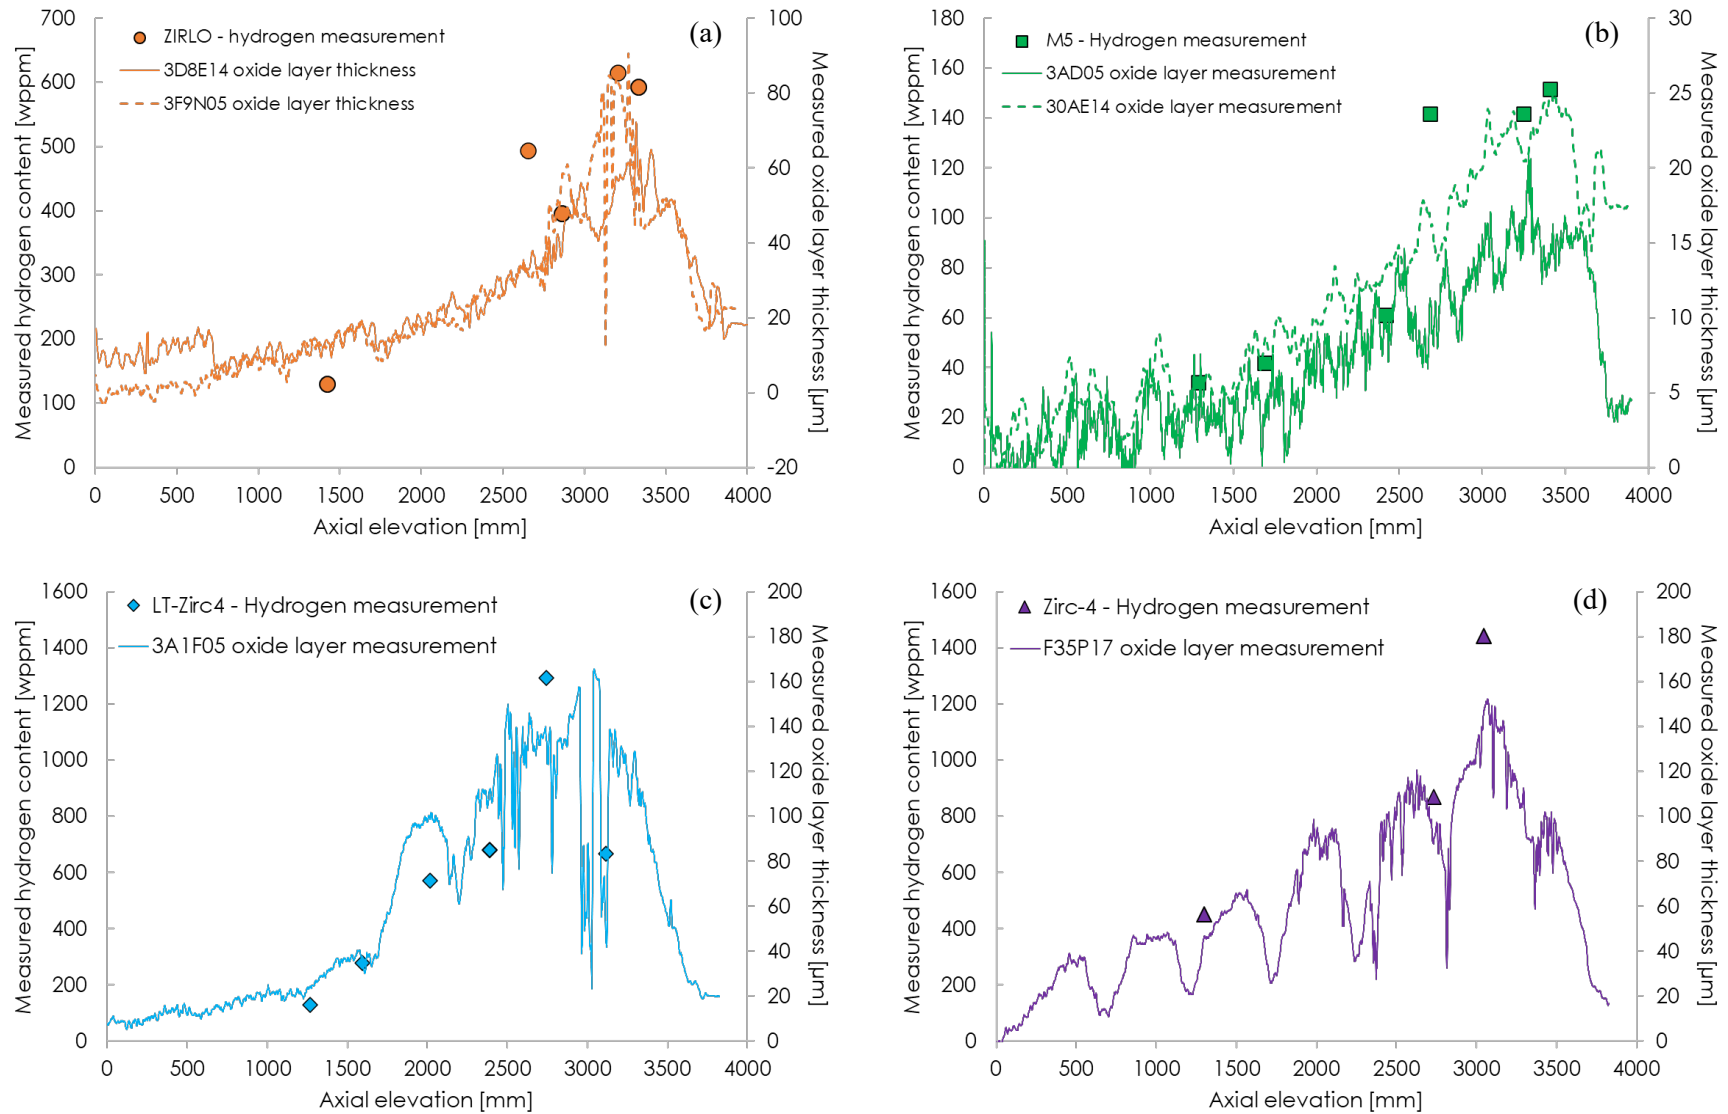 (a)
ZIRLO - hydrogen measurement
3D8E14 oxide layer thickness
3F9N05 oxide layer thickness
Measured hydrogen content [wppm]
700
600
500
400
300
200
100
0
Measured oxide layer thickness [µm]
100
80
60
40
20
0
-20
0 500 1000 1500 2000 2500 3000 3500 4000
Axial elevation [mm]
(b)
M5 - Hydrogen measurement
3AD05 oxide layer measurement
30AE14 oxide layer measurement
Measured hydrogen content [wppm]
180
160
140
120
100
80
60
40
20
0
Measured oxide layer thickness [µm]
30
25
20
15
10
5
0
0 500 1000 1500 2000 2500 3000 3500 4000
Axial elevation [mm]
(c)
LT-Zirc4 - Hydrogen measurement
3A1F05 oxide layer measurement
Measured hydrogen content [wppm]
1600
1400
1200
1000
800
600
400
200
0
Measured oxide layer thickness [µm]
200
180
160
140
120
100
80
60
40
20
0
0 500 1000 1500 2000 2500 3000 3500 4000
Axial elevation [mm]
(d)
Zirc-4 - Hydrogen measurement
F35P17 oxide layer measurement
Measured hydrogen content [wppm]
1600
1400
1200
1000
800
600
400
200
0
Measured oxide layer thickness [µm]
200
180
160
140
120
100
80
60
40
20
0
0 500 1000 1500 2000 2500 3000 3500 4000
Axial elevation [mm]